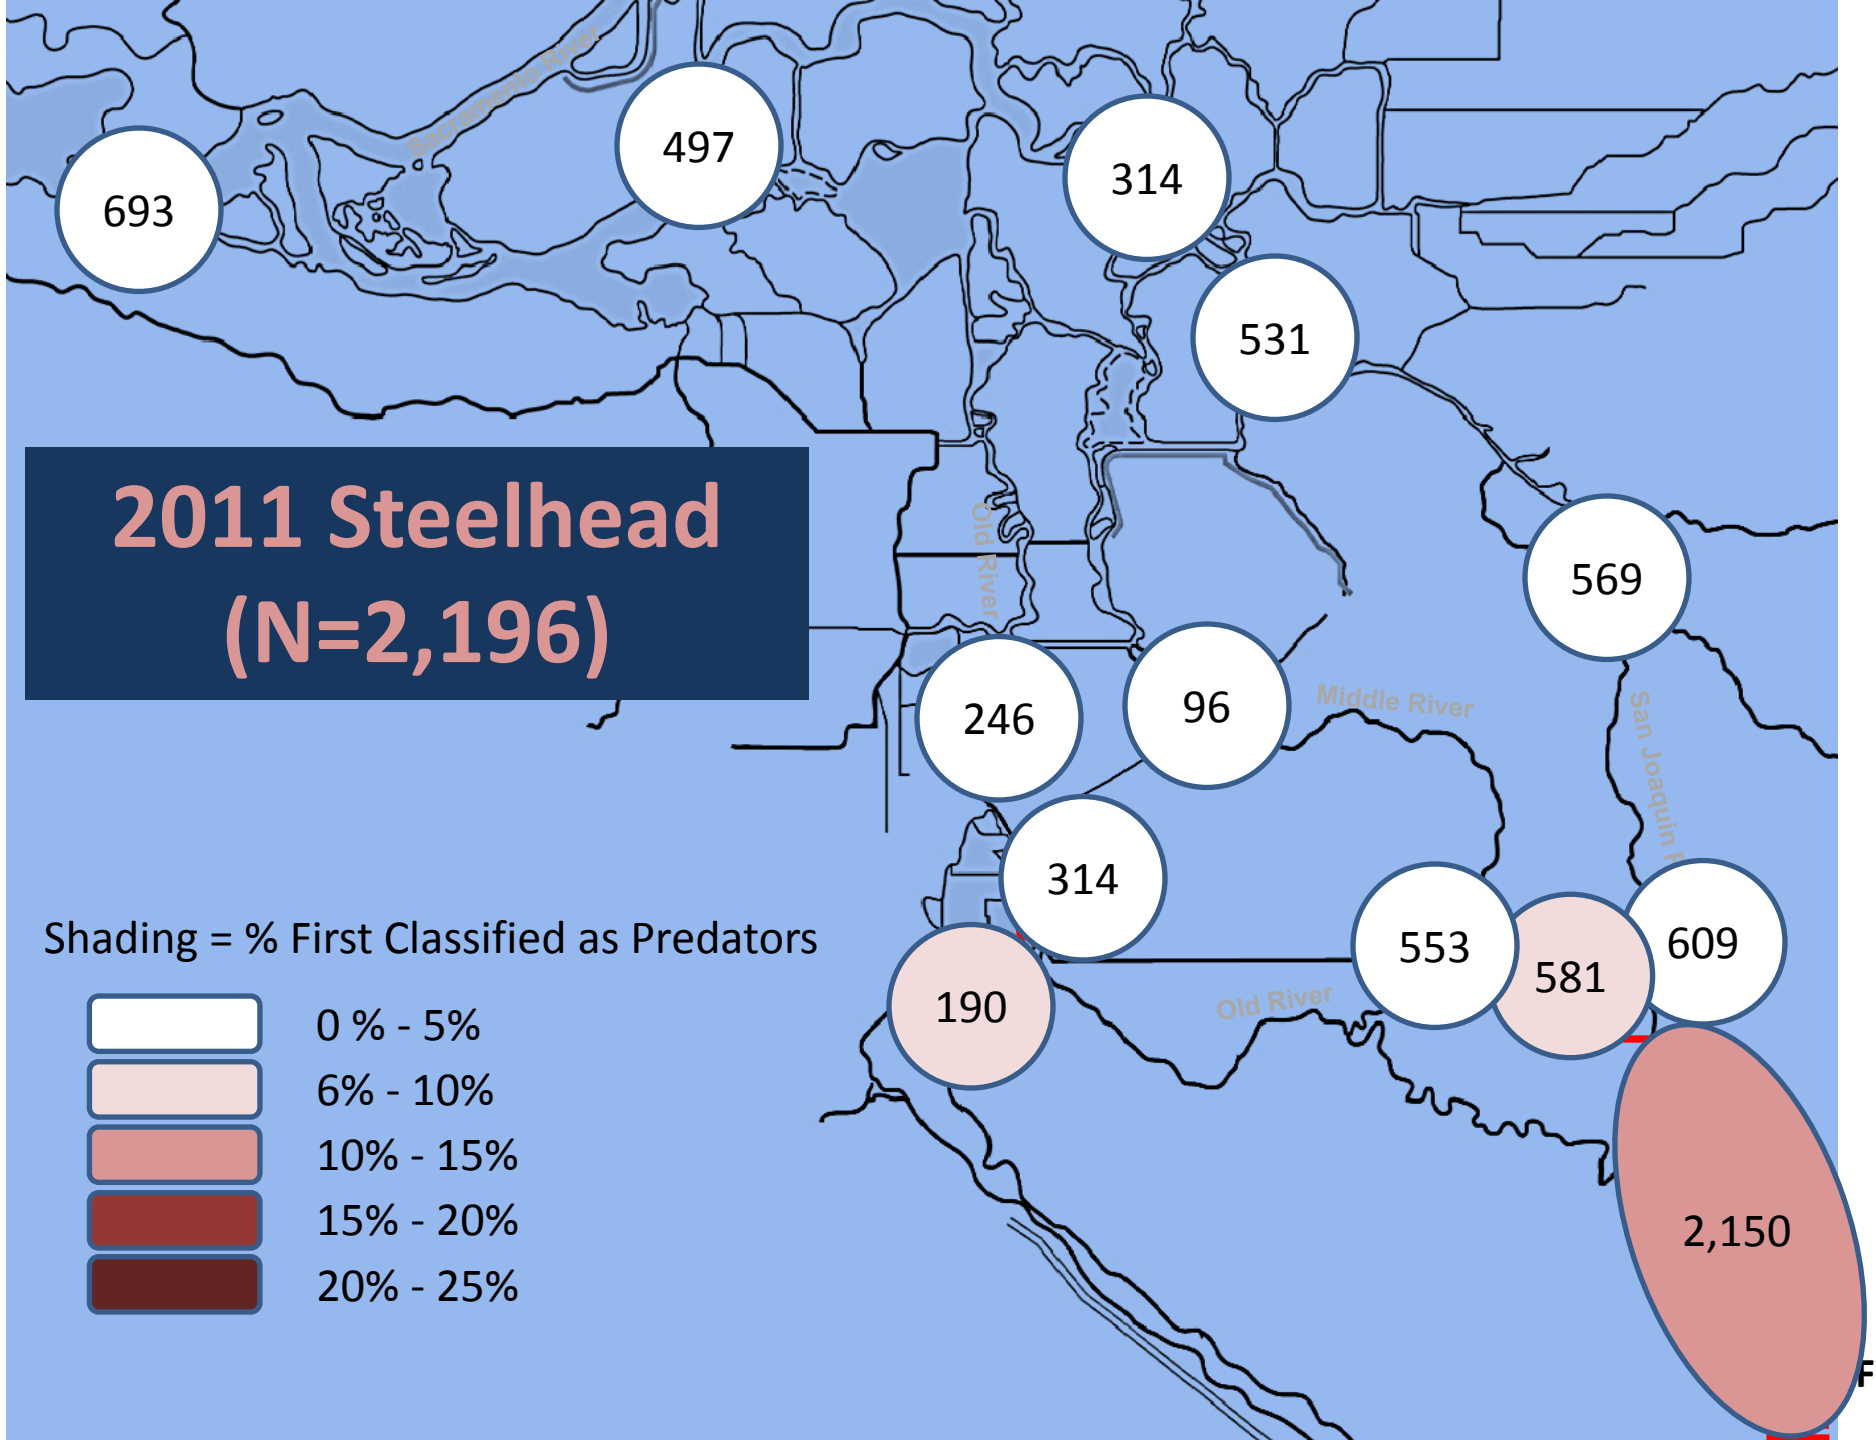 Sacramento River
497
314
693
531
2011 Steelhead
(N=2,196)
Old River
569
Middle River
San Joaquin R
246
96
314
Shading = % First Classified as Predators
553
581
609
190
Old River
0 % - 5%
6% - 10%
10% - 15%
15% - 20%
20% - 25%
2,150
F